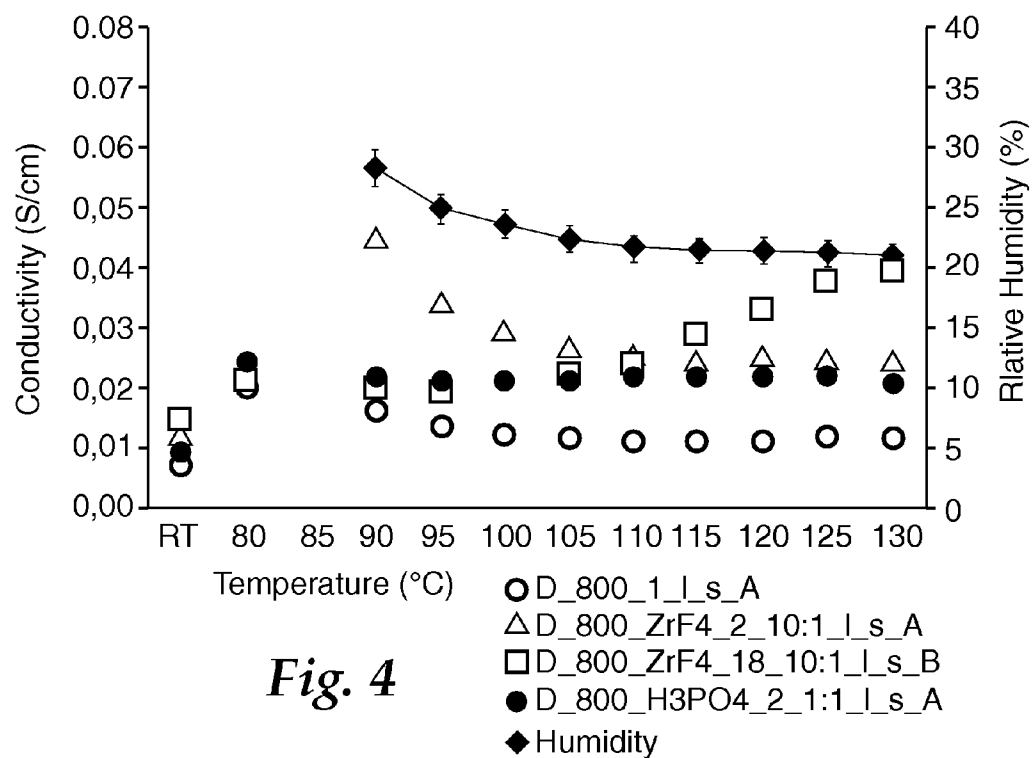 0.08
0.07
0.06
0.05
0.04
0.03
0.02
0,01
0,00
Conductivity (S/cm)
40
35
30
25
20
15
10
5
0
Rlative Humidity (%)
RT 80 85 90 95 100 105 110 115 120 125 130
Temperature (°C)
D_800_1_l_s_A
D_800_ZrF4_2_10:1_l_s_A
D_800_ZrF4_18_10:1_l_s_B
D_800_H3PO4_2_1:1_l_s_A
Humidity
Fig. 4